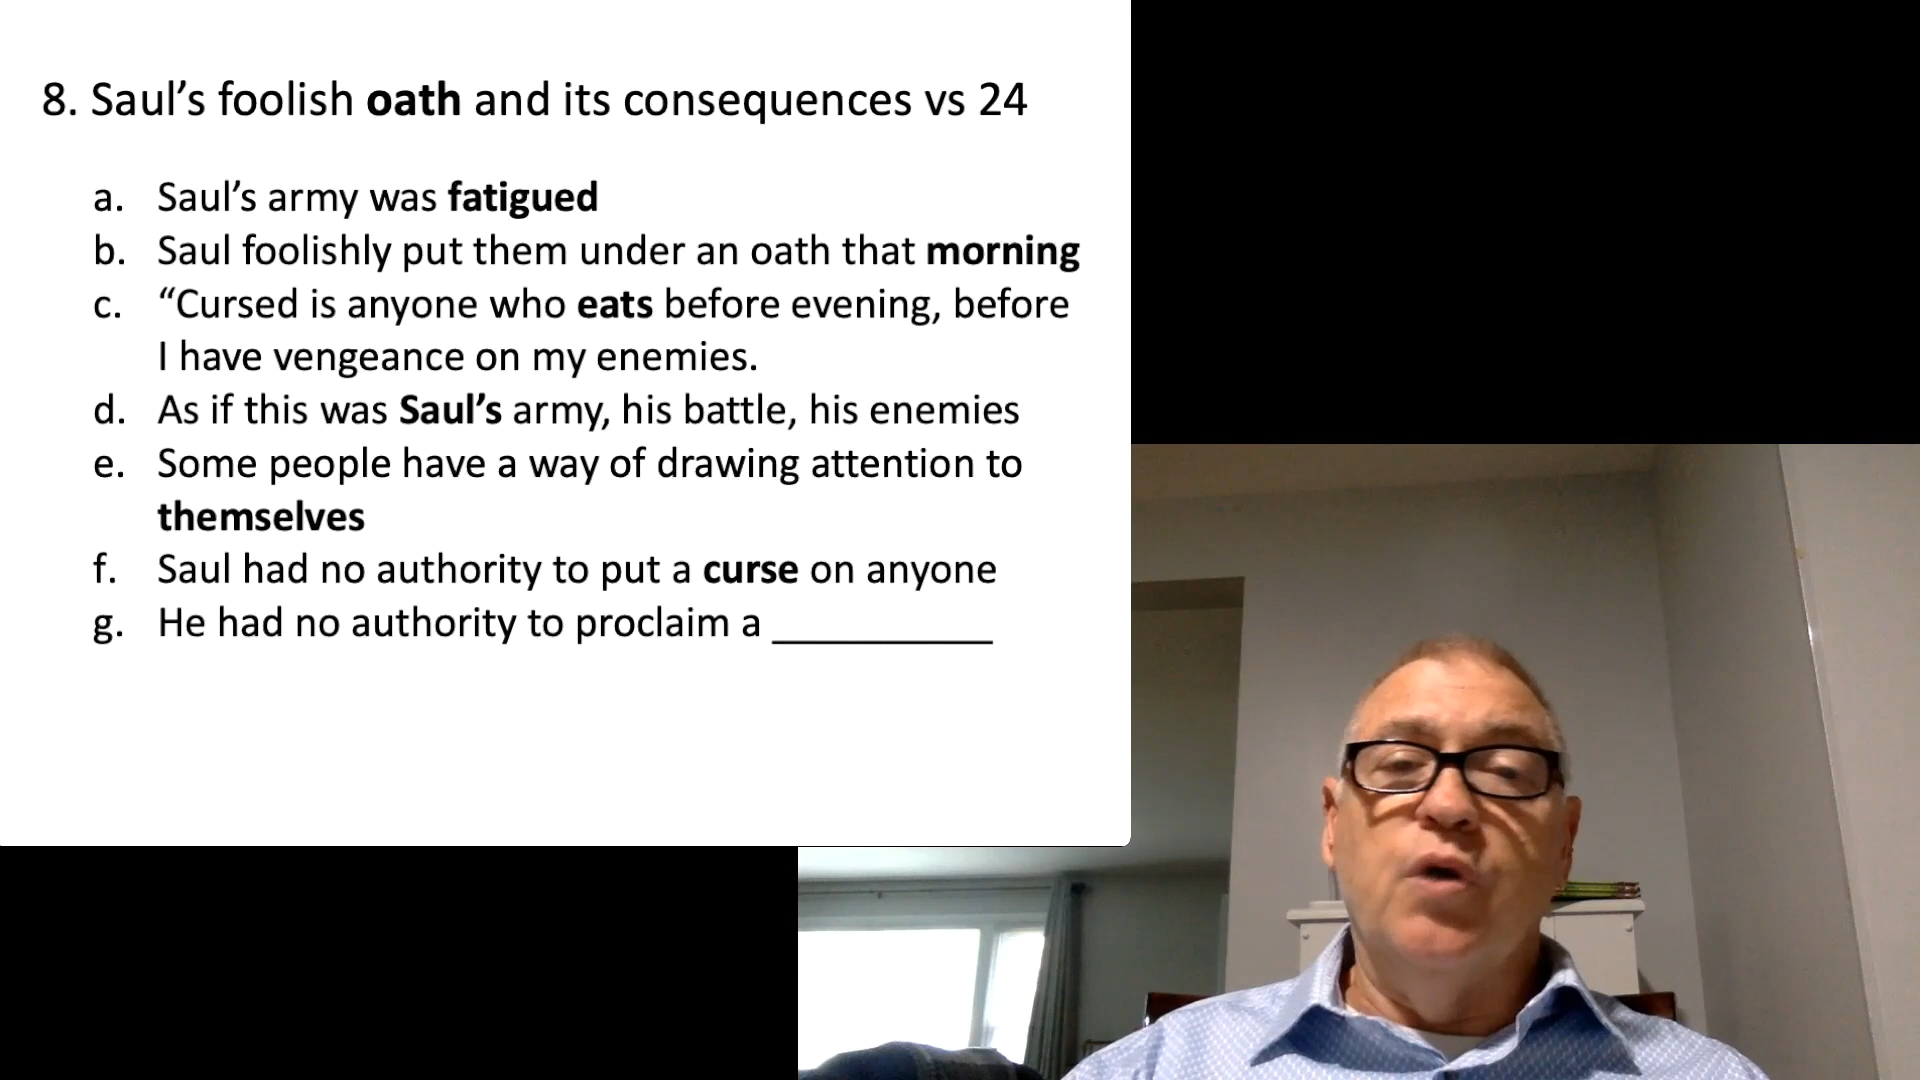 8. Saul’s foolish oath and its consequences vs 24
a. Saul’s army was fatigued
b. Saul foolishly put them under an oath that morning
c. “Cursed is anyone who eats before evening, before
I have vengeance on my enemies.
d. As if this was Saul’s army, his battle, his enemies
e. Some people have a way of drawing attention to
themselves
f. Saul had no authority to put a curse on anyone
g. He had no authority to proclaim a __________